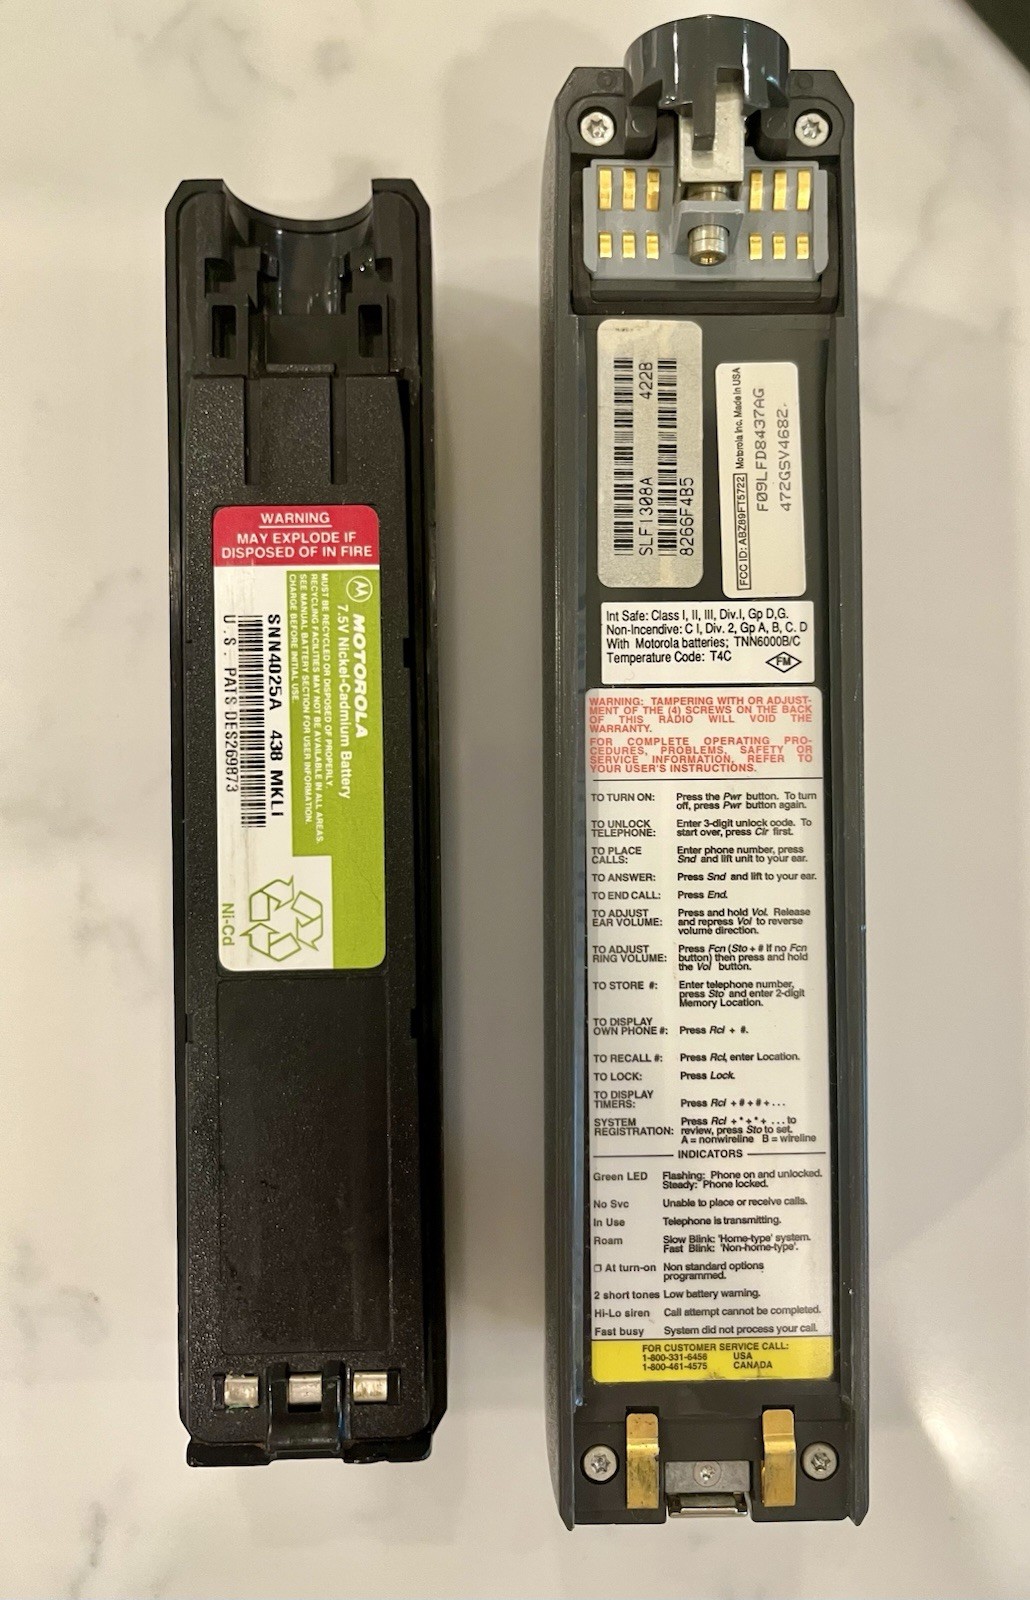 WARNING
MAY EXPLODE IF
DISPOSED OF IN FIRE
MOTOROLA
7.5V Nickel-Cadmium Battery
MUST BE RECYCLED OR DISPOSED OF PROPERLY.
RECYCLING FACILITIES MAY NOT BE AVAILABLE IN ALL AREAS.
SEE MANUAL BATTERY SECTION FOR USER INFORMATION.
CHARGE BEFORE INITIAL USE.
SNN4025A 438 MKLI
U.S. PATS DES269873
Ni-Cd
SLF1308A 422B
8266F4B5
FCC ID: ABZ89FT5722 Motorola Inc. Made in USA
F09LFD8437AG
472GSV4682.
Int Safe: Class I, II, III, Div.I, Gp D,G.
Non-Incendive: C I, Div. 2, Gp A, B, C. D
With Motorola batteries; TNN6000B/C
Temperature Code: T4C
FM
WARNING: TAMPERING WITH OR ADJUST-
MENT OF THE (4) SCREWS ON THE BACK
OF THIS RADIO WILL VOID THE
WARRANTY.
FOR COMPLETE OPERATING PRO-
CEDURES, PROBLEMS, SAFETY OR
SERVICE INFORMATION, REFER TO
YOUR USER'S INSTRUCTIONS.
TO TURN ON: Press the Pwr button. To turn
off, press Pwr button again.
TO UNLOCK Enter 3-digit unlock code. To
TELEPHONE: start over, press Clr first.
TO PLACE Enter phone number, press
CALLS: Snd and lift unit to your ear.
TO ANSWER: Press Snd and lift to your ear.
TO END CALL: Press End.
TO ADJUST Press and hold Vol. Release
EAR VOLUME: and repress Vol to reverse
volume direction.
TO ADJUST Press Fcn (Sto + # if no Fcn
RING VOLUME: button) then press and hold
the Vol button.
TO STORE #: Enter telephone number,
press Sto and enter 2-digit
Memory Location.
TO DISPLAY
OWN PHONE #: Press Rcl + #.
TO RECALL #: Press Rcl, enter Location.
TO LOCK: Press Lock.
TO DISPLAY
TIMERS: Press Rcl + # + # + . . .
SYSTEM Press Rcl + * + * + . . . to
REGISTRATION: review, press Sto to set.
A = nonwireline B = wireline
INDICATORS
Green LED Flashing: Phone on and unlocked.
Steady: Phone locked.
No Svc Unable to place or receive calls.
In Use Telephone is transmitting.
Roam Slow Blink: 'Home-type' system.
Fast Blink: 'Non-home-type'.
❐ At turn-on Non standard options
programmed.
2 short tones Low battery warning.
Hi-Lo siren Call attempt cannot be completed.
Fast busy System did not process your call.
FOR CUSTOMER SERVICE CALL:
1-800-331-6456 USA
1-800-461-4575 CANADA